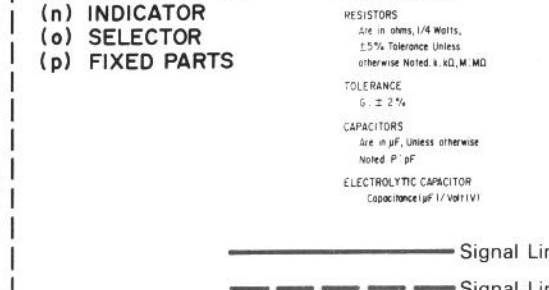 (n) INDICATOR
(o) SELECTOR
(p) FIXED PARTS
RESISTORS
Are in ohms, 1/4 Watts,
±5% Tolerance Unless
otherwise Noted. k. kΩ, M: MΩ
TOLERANCE
G : ± 2%
CAPACITORS
Are in µF, Unless otherwise
Noted P : pF
ELECTROLYTIC CAPACITOR
Capacitance (µF) / Volt (V)
Signal Lin
Signal Lin